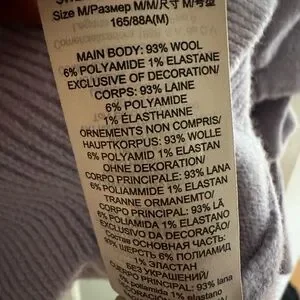 Size M/Размер M/M/尺寸 M/号型
165/88A(M)
MAIN BODY: 93% WOOL
6% POLYAMIDE 1% ELASTANE/
EXCLUSIVE OF DECORATION/
CORPS: 93% LAINE
6% POLYAMIDE
1% ÉLASTHANNE
ORNEMENTS NON COMPRIS/
HAUPTKORPUS: 93% WOLLE
6% POLYAMID 1% ELASTAN
OHNE DEKORATION/
CORPO PRINCIPALE: 93% LANA
6% POLIAMMIDE 1% ELASTAN
TRANNE ORMANEMTO/
CORPO PRINCIPAL: 93% LÃ
6% POLIAMIDA 1% ELASTANO
EXCLUSIVO DA DECORAÇÃO/
Состав ОСНОВНАЯ ЧАСТЬ:
93% ШЕРСТЬ 6% ПОЛИАМИД
1% ЭЛАСТАН
БЕЗ УКРАШЕНИЙ/
CUERPO PRINCIPAL: 93% lana
6% poliamida 1% elastano